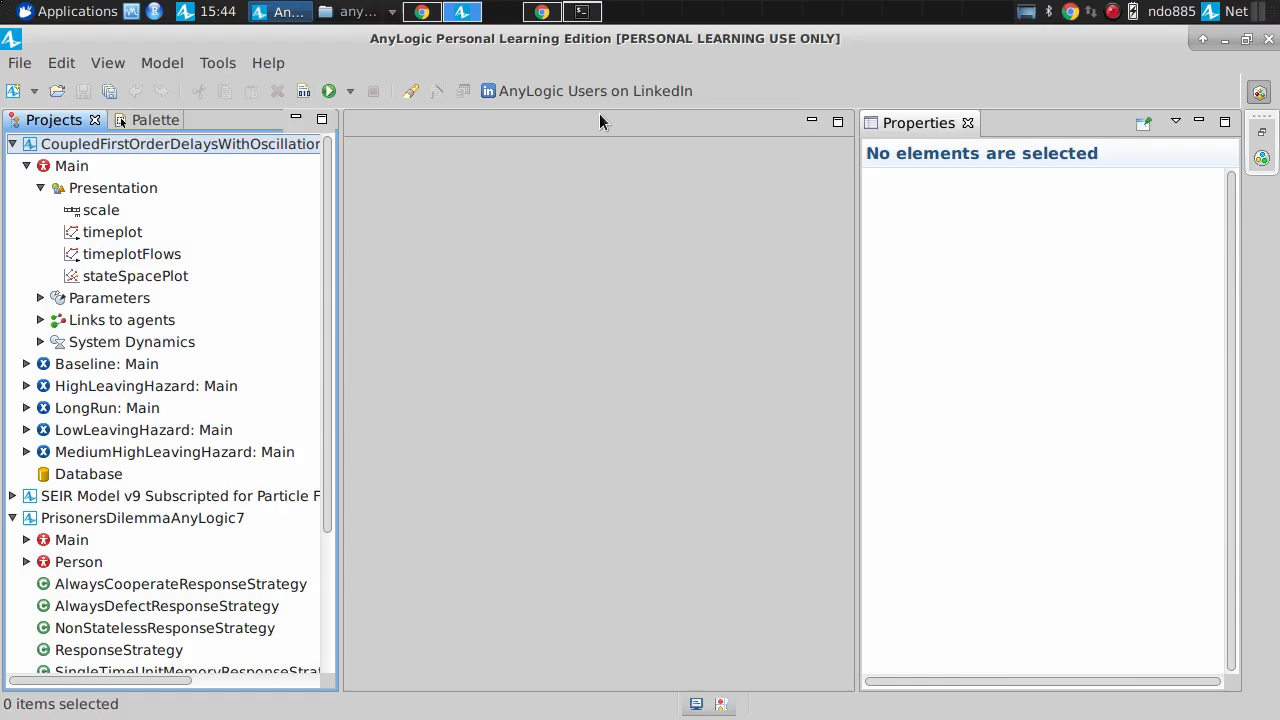 Applications
15:44
An...
any...
ndo885
Net
AnyLogic Personal Learning Edition [PERSONAL LEARNING USE ONLY]
File Edit View Model Tools Help
AnyLogic Users on LinkedIn
Projects
Palette
Properties
No elements are selected
CoupledFirstOrderDelaysWithOscillation
Main
Presentation
scale
timeplot
timeplotFlows
stateSpacePlot
Parameters
Links to agents
System Dynamics
Baseline: Main
HighLeavingHazard: Main
LongRun: Main
LowLeavingHazard: Main
MediumHighLeavingHazard: Main
Database
SEIR Model v9 Subscripted for Particle F
PrisonersDilemmaAnyLogic7
Main
Person
AlwaysCooperateResponseStrategy
AlwaysDefectResponseStrategy
NonStatelessResponseStrategy
ResponseStrategy
SingleTimeUnitMemoryResponseStrat
0 items selected